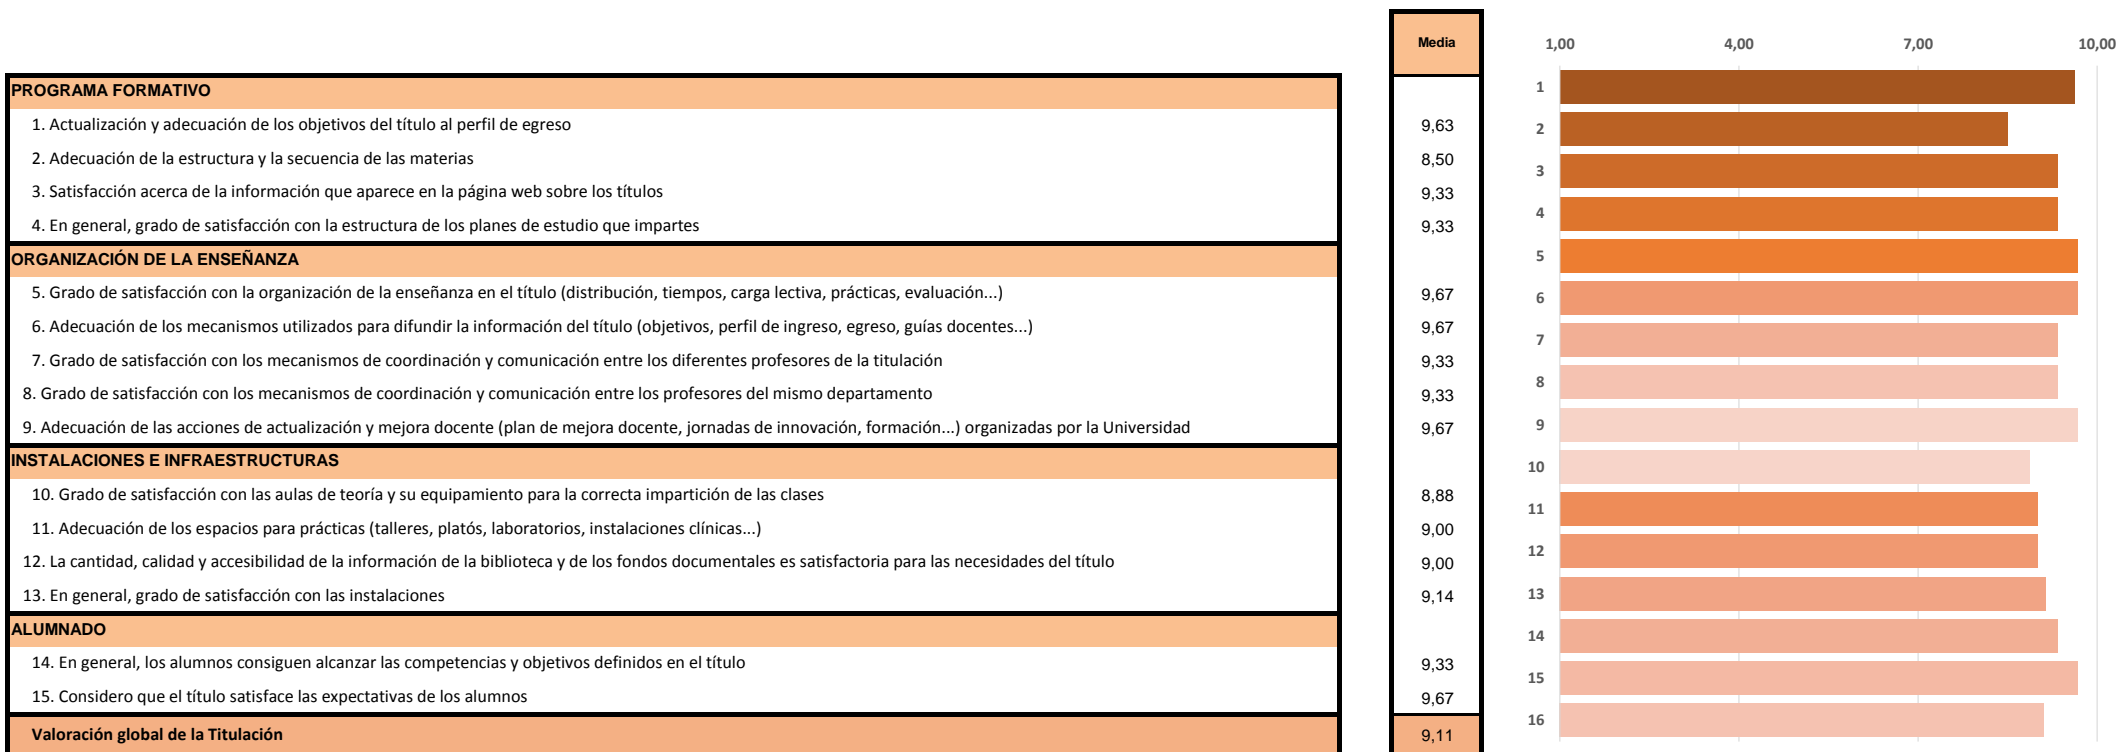 Media
1,00 4,00 7,00 10,00
PROGRAMA FORMATIVO
1. Actualización y adecuación de los objetivos del título al perfil de egreso 9,63
2. Adecuación de la estructura y la secuencia de las materias 8,50
3. Satisfacción acerca de la información que aparece en la página web sobre los títulos 9,33
4. En general, grado de satisfacción con la estructura de los planes de estudio que impartes 9,33
ORGANIZACIÓN DE LA ENSEÑANZA
5. Grado de satisfacción con la organización de la enseñanza en el título (distribución, tiempos, carga lectiva, prácticas, evaluación...) 9,67
6. Adecuación de los mecanismos utilizados para difundir la información del título (objetivos, perfil de ingreso, egreso, guías docentes...) 9,67
7. Grado de satisfacción con los mecanismos de coordinación y comunicación entre los diferentes profesores de la titulación 9,33
8. Grado de satisfacción con los mecanismos de coordinación y comunicación entre los profesores del mismo departamento 9,33
9. Adecuación de las acciones de actualización y mejora docente (plan de mejora docente, jornadas de innovación, formación...) organizadas por la Universidad 9,67
INSTALACIONES E INFRAESTRUCTURAS
10. Grado de satisfacción con las aulas de teoría y su equipamiento para la correcta impartición de las clases 8,88
11. Adecuación de los espacios para prácticas (talleres, platós, laboratorios, instalaciones clínicas...) 9,00
12. La cantidad, calidad y accesibilidad de la información de la biblioteca y de los fondos documentales es satisfactoria para las necesidades del título 9,00
13. En general, grado de satisfacción con las instalaciones 9,14
ALUMNADO
14. En general, los alumnos consiguen alcanzar las competencias y objetivos definidos en el título 9,33
15. Considero que el título satisface las expectativas de los alumnos 9,67
Valoración global de la Titulación 9,11
1
2
3
4
5
6
7
8
9
10
11
12
13
14
15
16